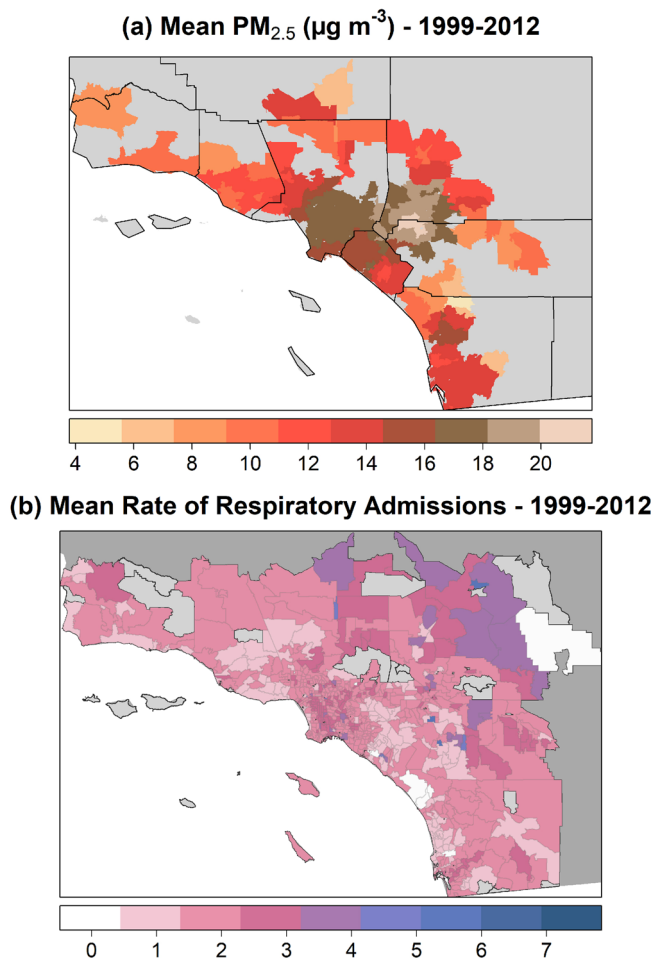 (a) Mean PM2.5 (µg m-3) - 1999-2012
4 6 8 10 12 14 16 18 20
(b) Mean Rate of Respiratory Admissions - 1999-2012
0 1 2 3 4 5 6 7